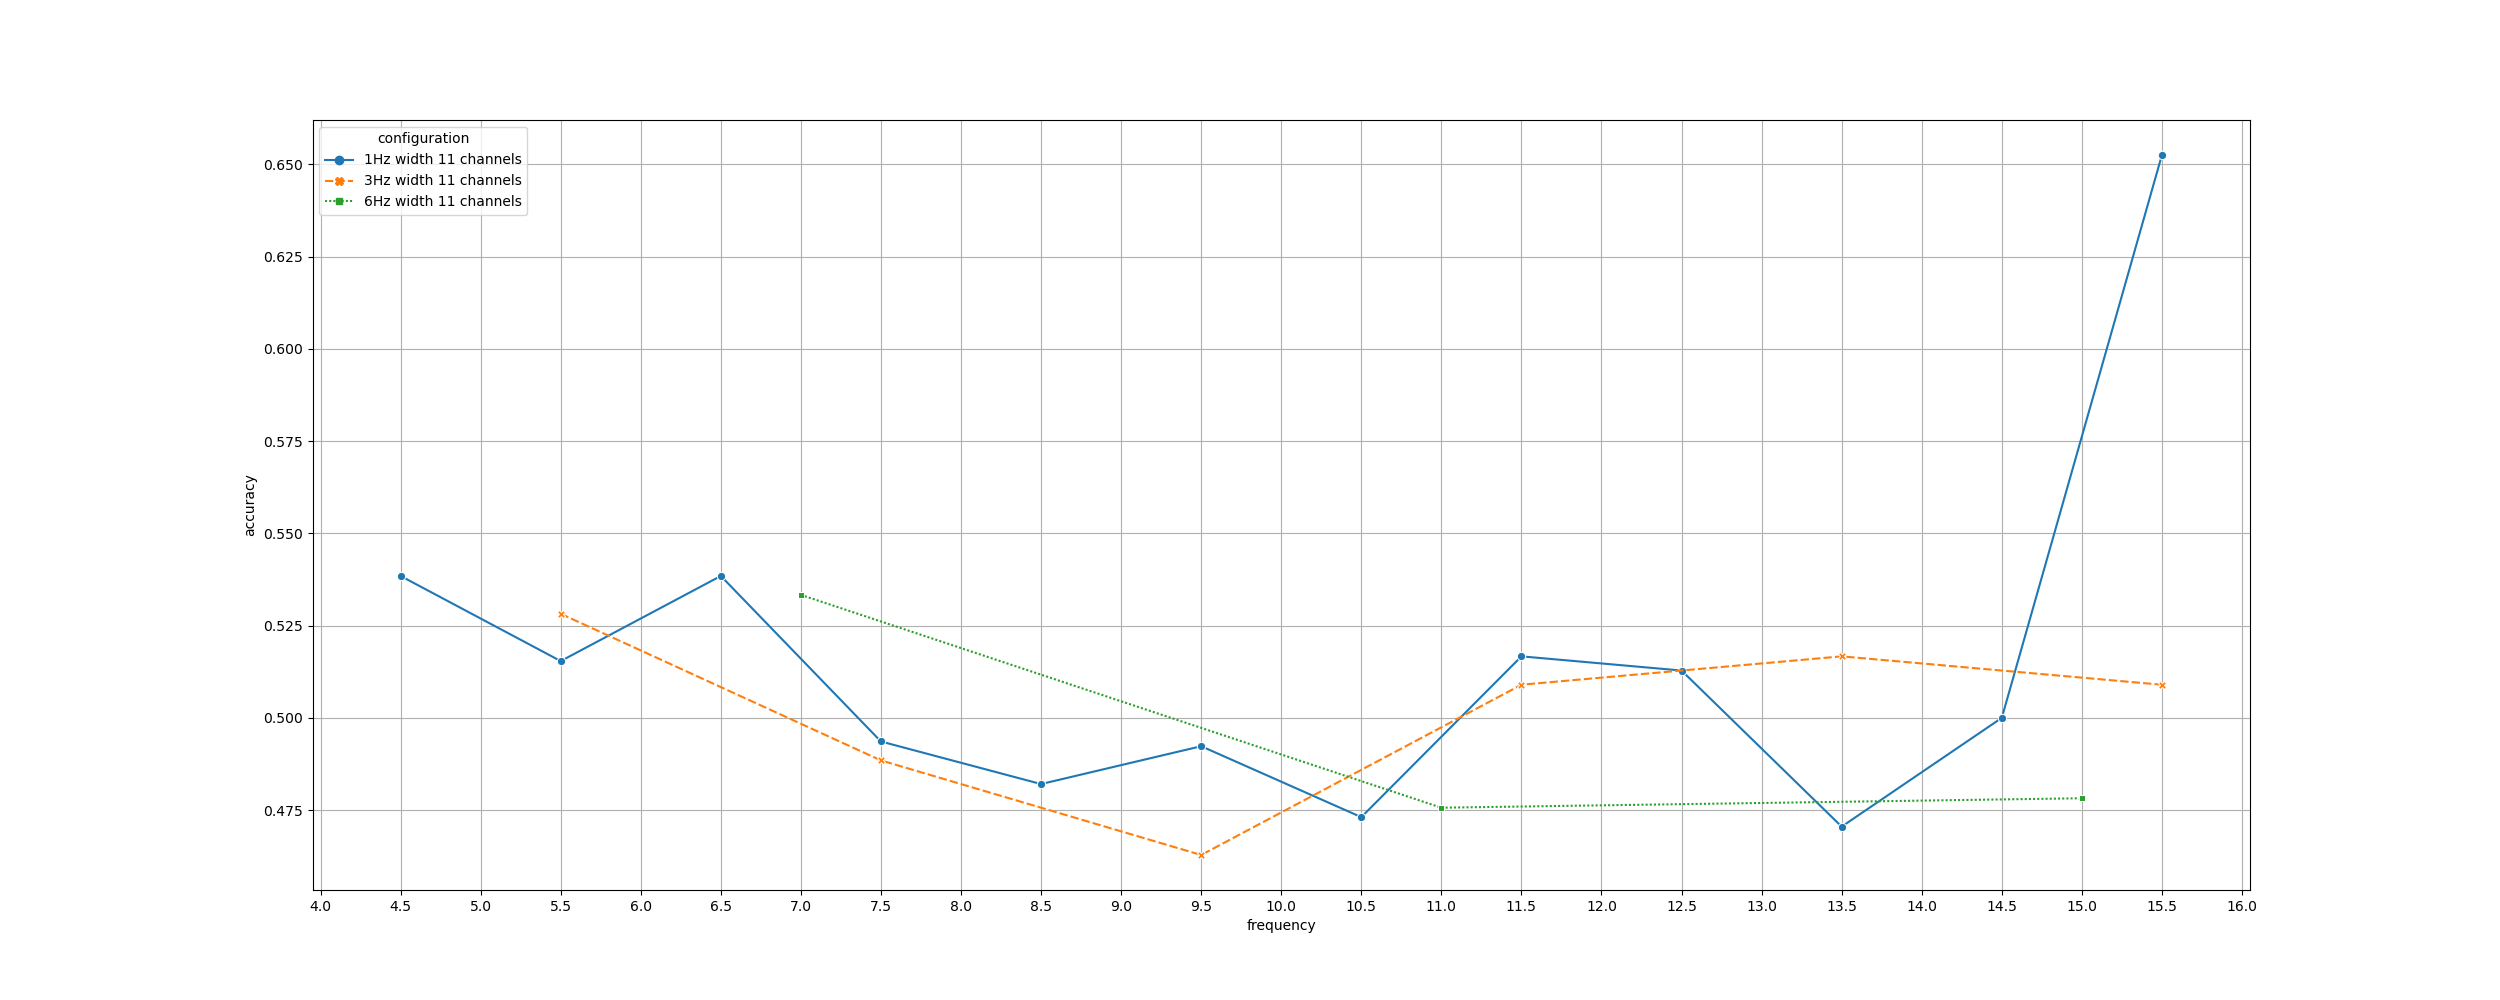 configuration
1Hz width 11 channels
3Hz width 11 channels
6Hz width 11 channels
0.650
0.625
0.600
0.575
0.550
0.525
0.500
0.475
accuracy
4.0 4.5 5.0 5.5 6.0 6.5 7.0 7.5 8.0 8.5 9.0 9.5 10.0 10.5 11.0 11.5 12.0 12.5 13.0 13.5 14.0 14.5 15.0 15.5 16.0
frequency